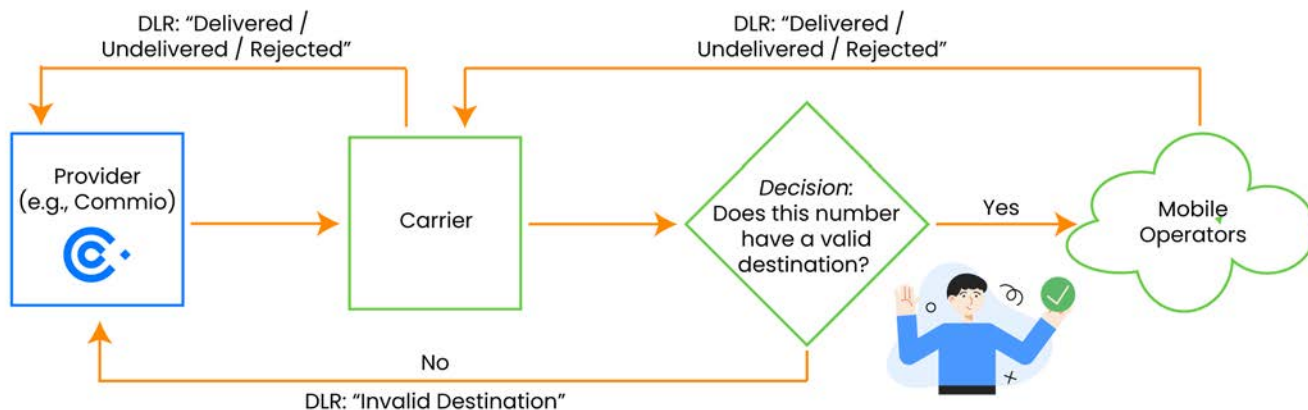 DLR: “Delivered /
Undelivered / Rejected”
DLR: “Delivered /
Undelivered / Rejected”
Provider
(e.g., Commio)
Carrier
Decision:
Does this number
have a valid
destination?
Yes
Mobile
Operators
No
DLR: “Invalid Destination”